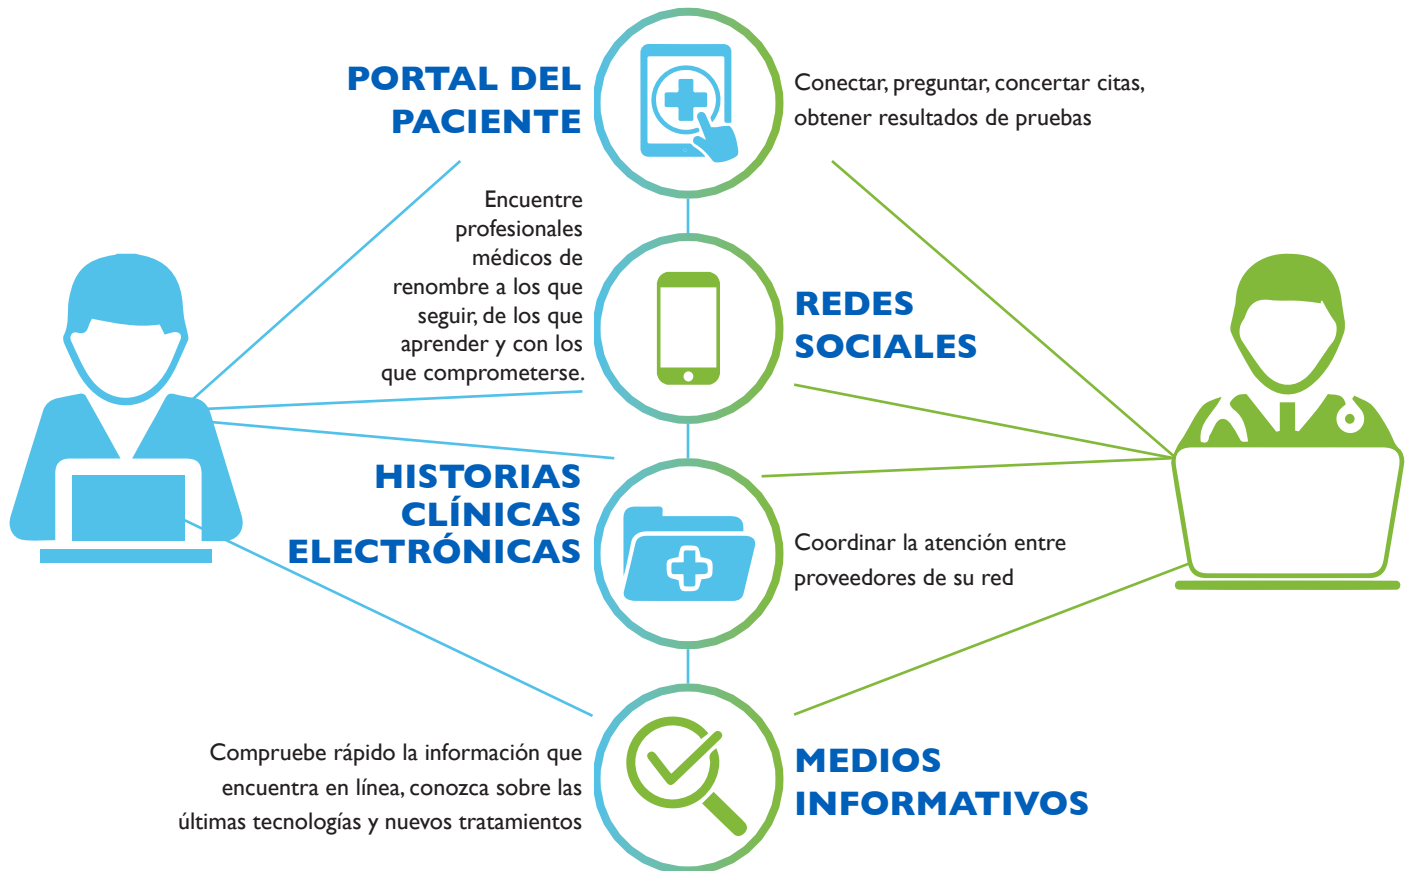 PORTAL DEL
PACIENTE
Conectar, preguntar, concertar citas,
obtener resultados de pruebas
Encuentre
profesionales
médicos de
renombre a los que
seguir, de los que
aprender y con los
que comprometerse.
REDES
SOCIALES
HISTORIAS
CLÍNICAS
ELECTRÓNICAS
Coordinar la atención entre
proveedores de su red
Compruebe rápido la información que
encuentra en línea, conozca sobre las
últimas tecnologías y nuevos tratamientos
MEDIOS
INFORMATIVOS